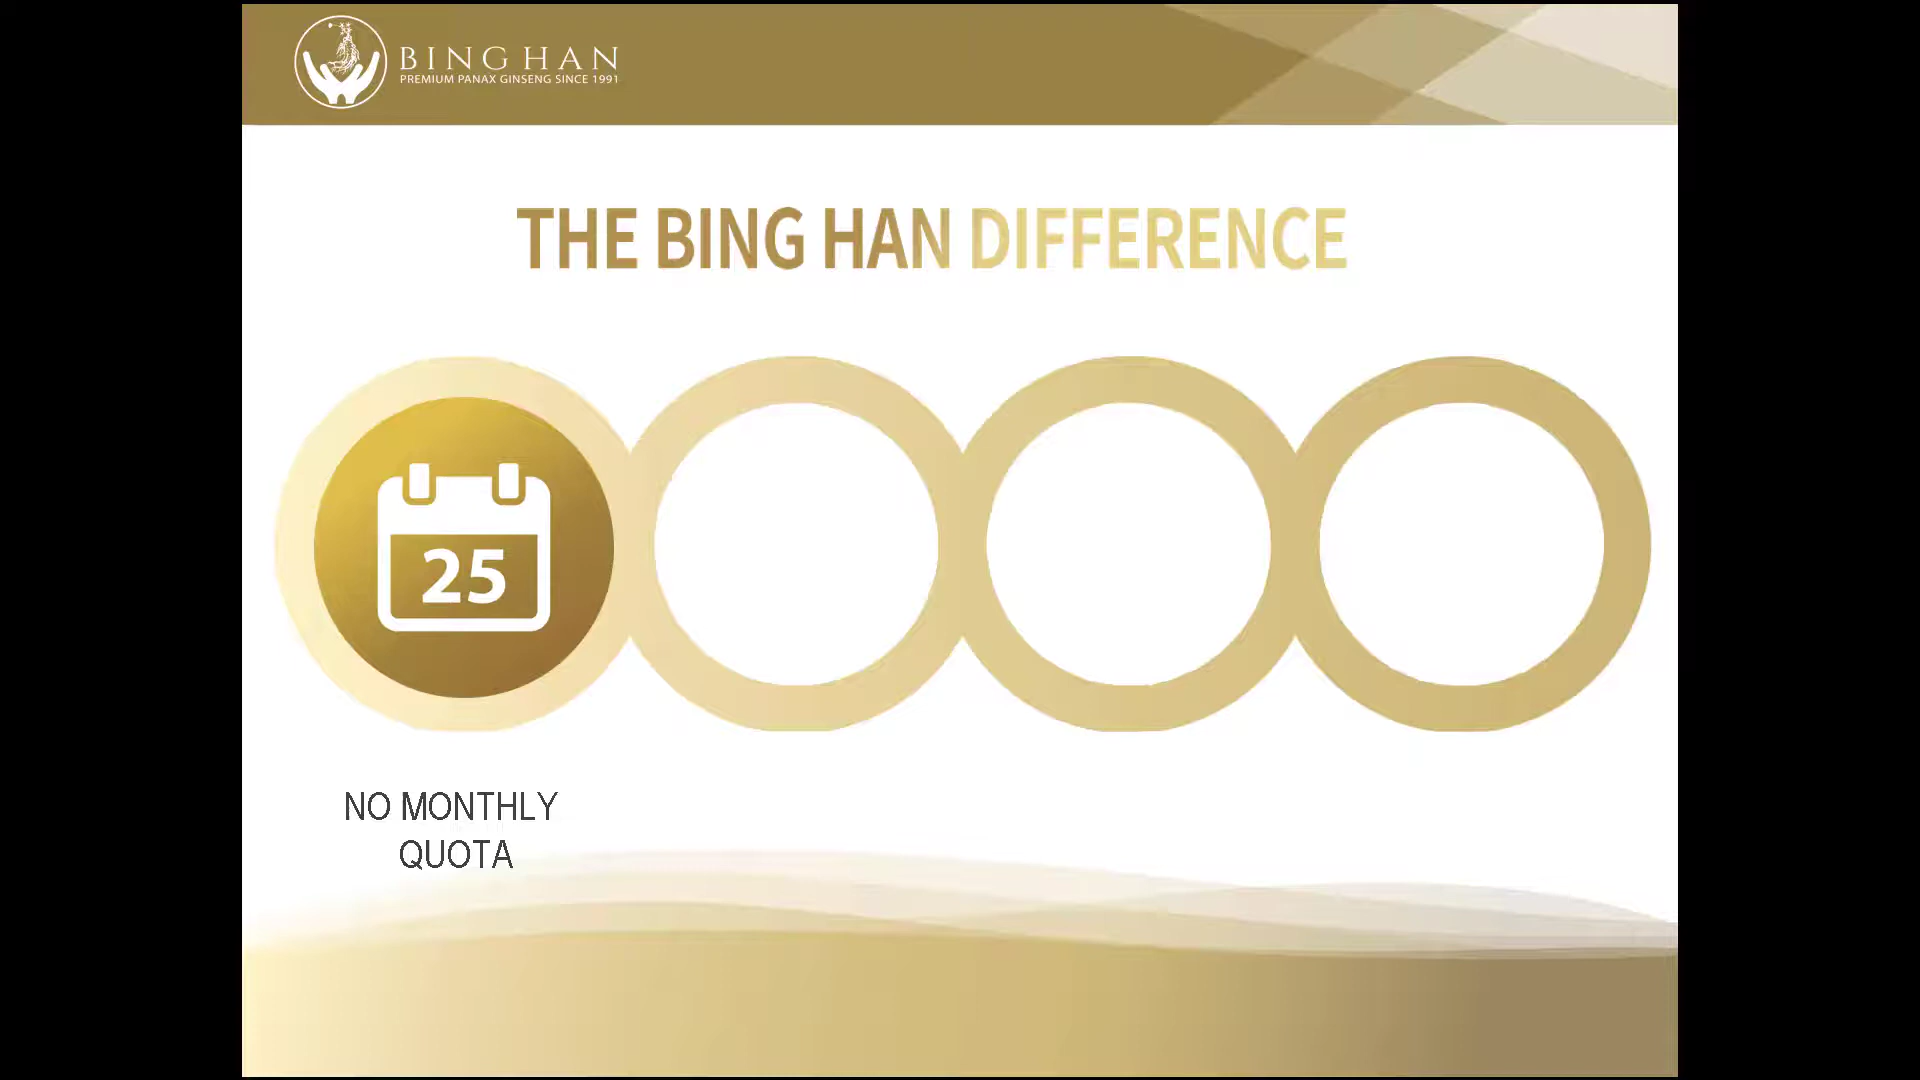 BING HAN
PREMIUM PANAX GINSENG SINCE 1991
THE BING HAN DIFFERENCE
25
NO MONTHLY
QUOTA